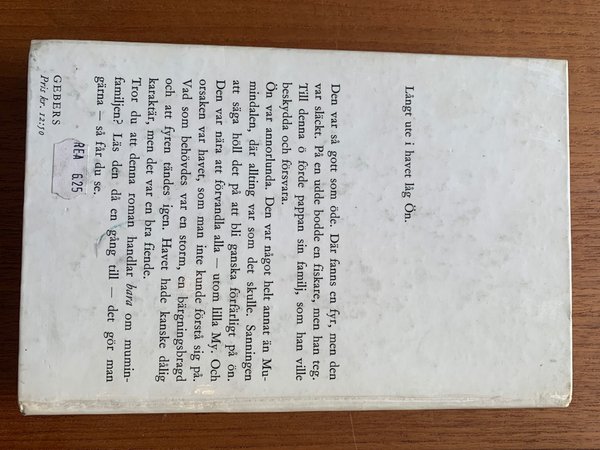 Långt ute i havet låg Ön.
Den var så gott som öde. Där fanns en fyr, men den
var släckt. På en udde bodde en fiskare, men han teg.
Till denna ö förde pappan sin familj, som han ville
beskydda och försvara.
Ön var annorlunda. Den var något helt annat än Mu-
mindalen, där allting var som det skulle. Sanningen
att säga höll det på att bli ganska förfärligt på ön.
Den var nära att förvandla alla — utom lilla My. Och
orsaken var havet, som man inte kunde förstå sig på.
Vad som behövdes var en storm, en bärgningsbragd
och att fyren tändes igen. Havet hade kanske dålig
karaktär, men det var en bra fiende.
Tror du att denna roman handlar bara om mumin-
familjen? Läs den då en gång till — det gör man
gärna — så får du se.
REA 6.25
GEBERS
Pris kr. 12:50